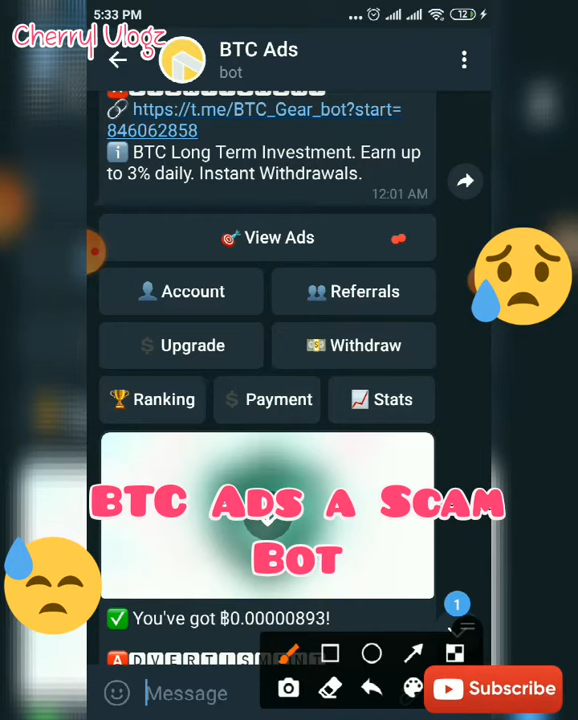 5:33 PM
12
Cherryl Vlogz
BTC Ads
bot
https://t.me/BTC_Gear_bot?start=
846062858
BTC Long Term Investment. Earn up
to 3% daily. Instant Withdrawals.
12:01 AM
View Ads
Account
Referrals
Upgrade
Withdraw
Ranking
Payment
Stats
BTC Ads a Scam
Bot
1
You've got ฿0.00000893!
Message
Subscribe